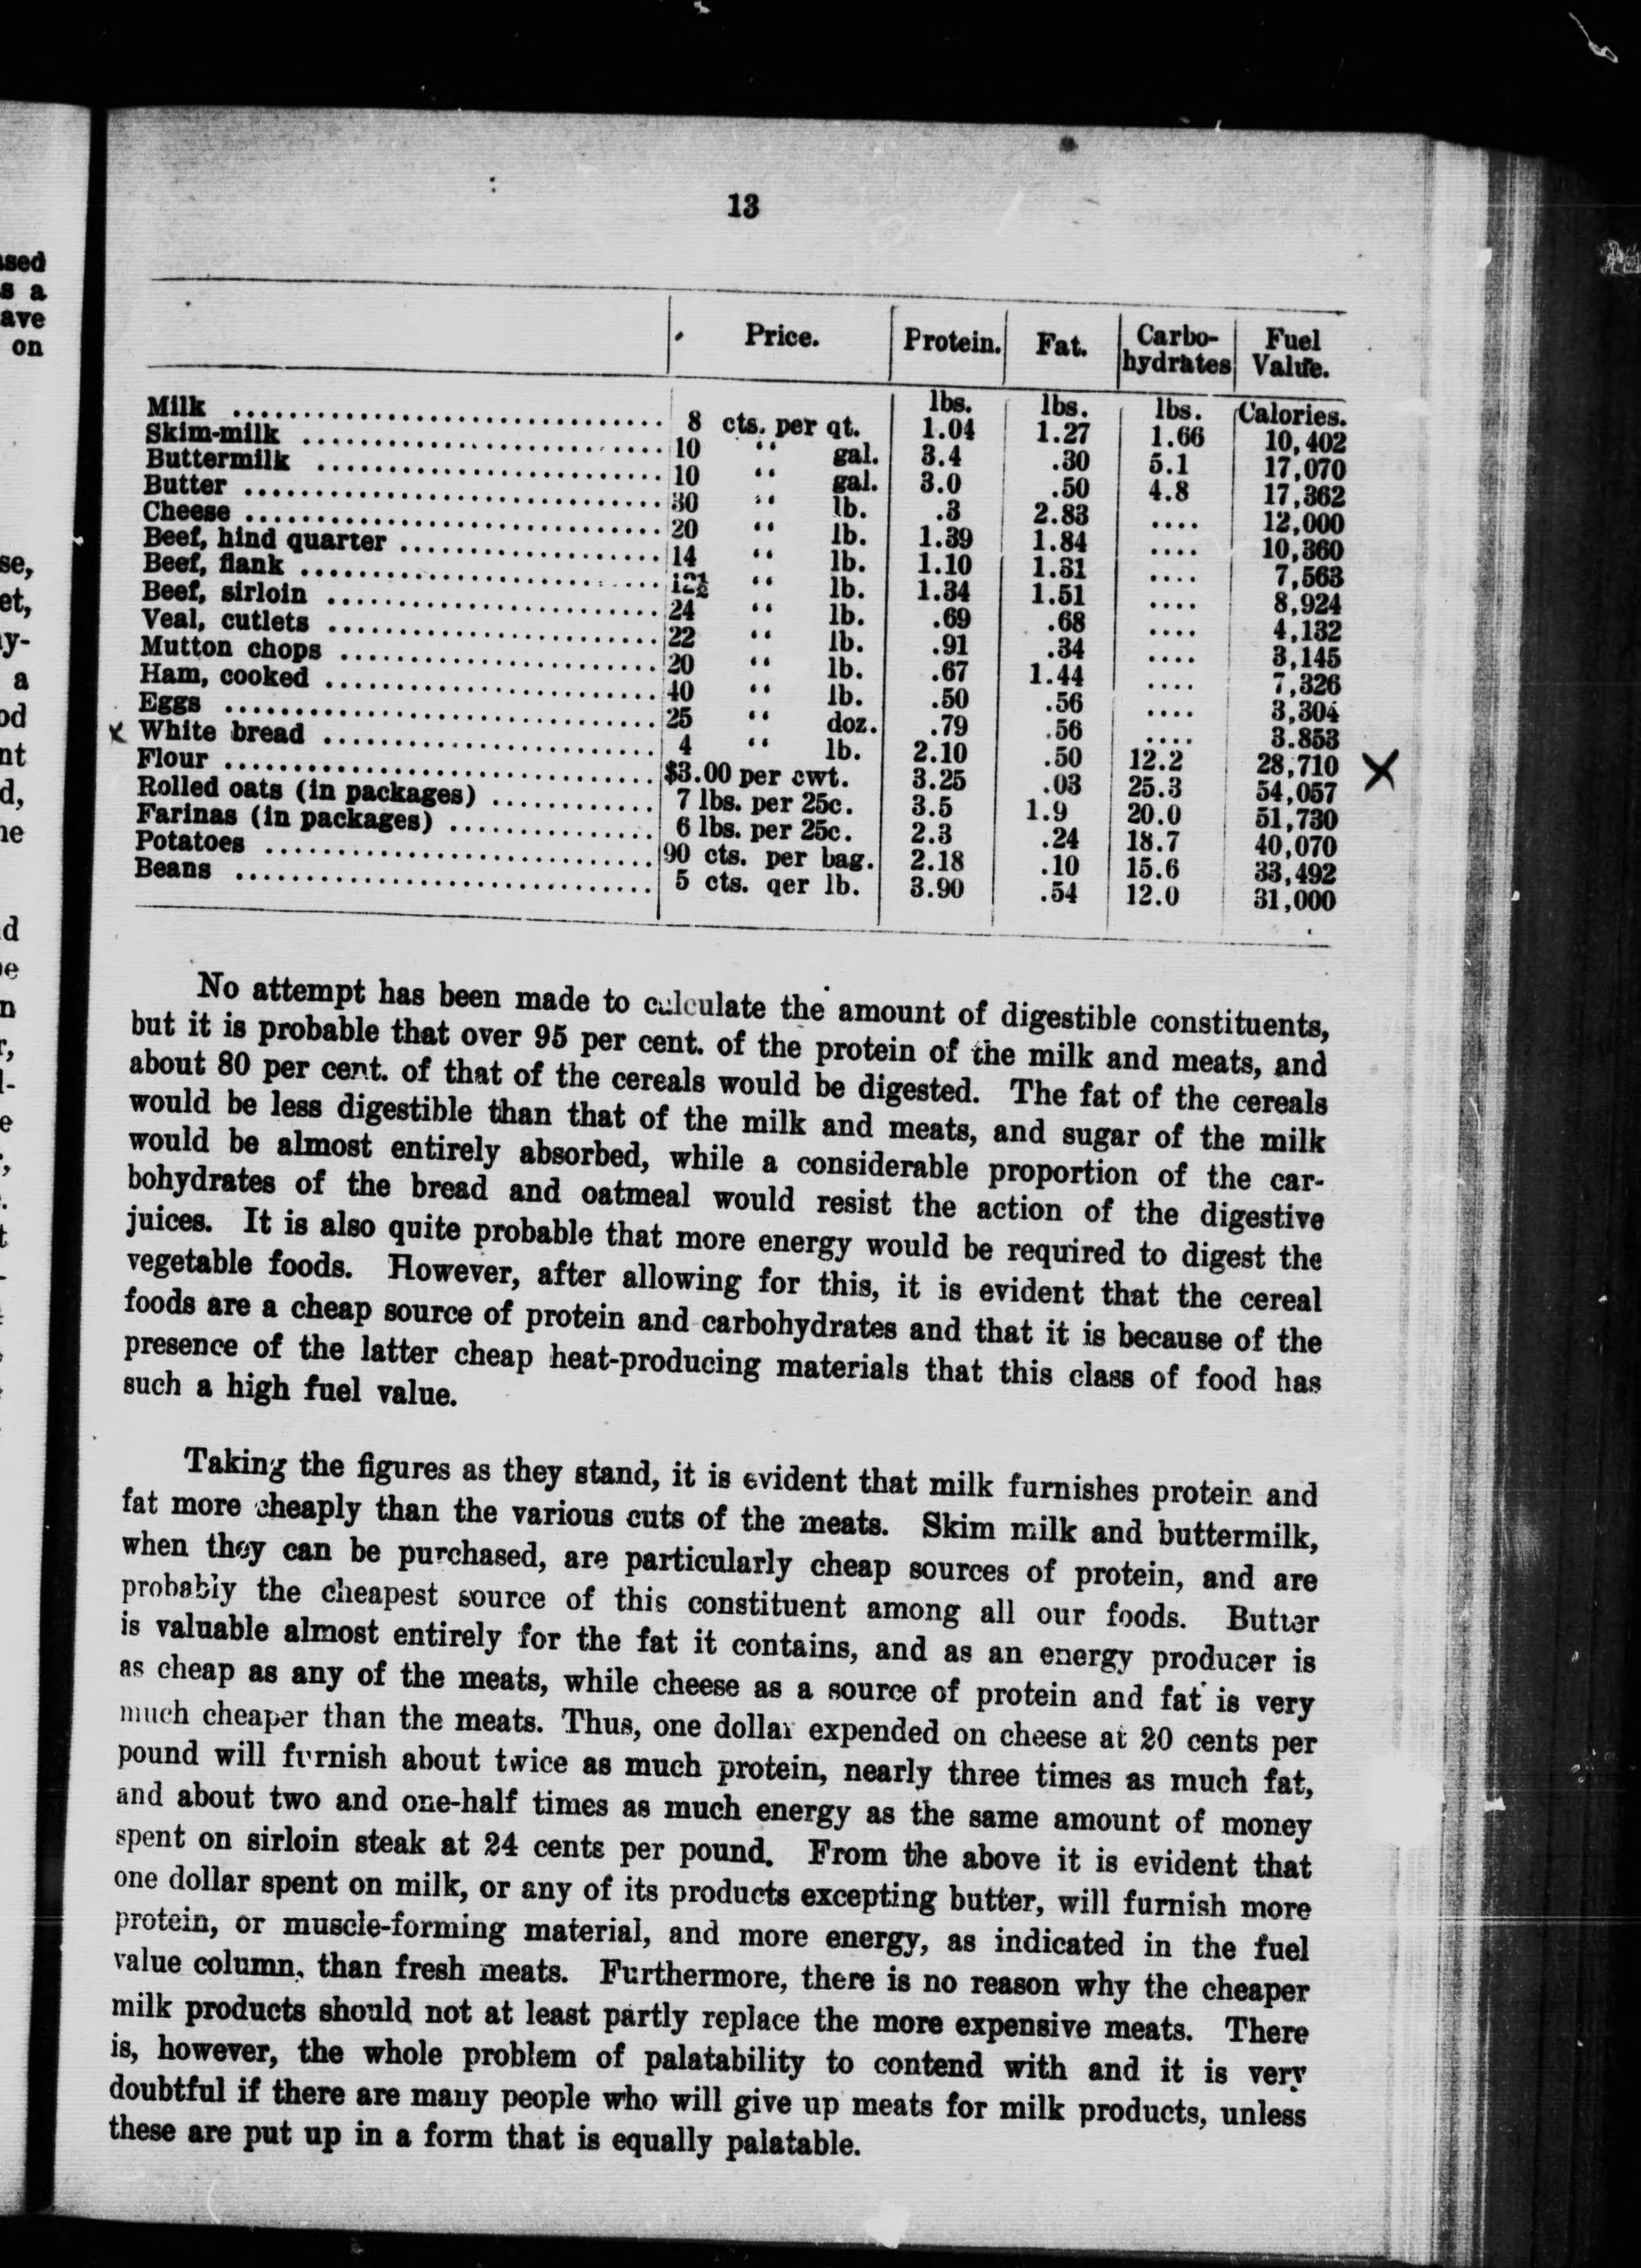 13
Price. Protein. Fat. Carbo-hydrates Fuel Value.
lbs. lbs. lbs. Calories.
Milk 8 cts. per qt. 1.04 1.27 1.66 10,402
Skim-milk 10 “ gal. 3.4 .30 5.1 17,070
Buttermilk 10 “ gal. 3.0 .50 4.8 17,362
Butter 30 “ lb. .3 2.83 .... 12,000
Cheese 20 “ lb. 1.39 1.84 .... 10,360
Beef, hind quarter 14 “ lb. 1.10 1.31 .... 7,563
Beef, flank 12½ “ lb. 1.34 1.51 .... 8,924
Beef, sirloin 24 “ lb. .69 .68 .... 4,132
Veal, cutlets 22 “ lb. .91 .34 .... 3,145
Mutton chops 20 “ lb. .67 1.44 .... 7,326
Ham, cooked 40 “ lb. .50 .56 .... 3,304
Eggs 25 “ doz. .79 .56 .... 3.853
x White bread 4 “ lb. 2.10 .50 12.2 28,710 X
Flour $3.00 per cwt. 3.25 .03 25.3 54,057
Rolled oats (in packages) 7 lbs. per 25c. 3.5 1.9 20.0 51,730
Farinas (in packages) 6 lbs. per 25c. 2.3 .24 18.7 40,070
Potatoes 90 cts. per bag. 2.18 .10 15.6 33,492
Beans 5 cts. qer lb. 3.90 .54 12.0 31,000
No attempt has been made to calculate the amount of digestible constituents,
but it is probable that over 95 per cent. of the protein of the milk and meats, and
about 80 per cent. of that of the cereals would be digested. The fat of the cereals
would be less digestible than that of the milk and meats, and sugar of the milk
would be almost entirely absorbed, while a considerable proportion of the car-
bohydrates of the bread and oatmeal would resist the action of the digestive
juices. It is also quite probable that more energy would be required to digest the
vegetable foods. However, after allowing for this, it is evident that the cereal
foods are a cheap source of protein and carbohydrates and that it is because of the
presence of the latter cheap heat-producing materials that this class of food has
such a high fuel value.
Taking the figures as they stand, it is evident that milk furnishes protein and
fat more cheaply than the various cuts of the meats. Skim milk and buttermilk,
when they can be purchased, are particularly cheap sources of protein, and are
probably the cheapest source of this constituent among all our foods. Butter
is valuable almost entirely for the fat it contains, and as an energy producer is
as cheap as any of the meats, while cheese as a source of protein and fat is very
much cheaper than the meats. Thus, one dollar expended on cheese at 20 cents per
pound will furnish about twice as much protein, nearly three times as much fat,
and about two and one-half times as much energy as the same amount of money
spent on sirloin steak at 24 cents per pound. From the above it is evident that
one dollar spent on milk, or any of its products excepting butter, will furnish more
protein, or muscle-forming material, and more energy, as indicated in the fuel
value column, than fresh meats. Furthermore, there is no reason why the cheaper
milk products should not at least partly replace the more expensive meats. There
is, however, the whole problem of palatability to contend with and it is very
doubtful if there are many people who will give up meats for milk products, unless
these are put up in a form that is equally palatable.